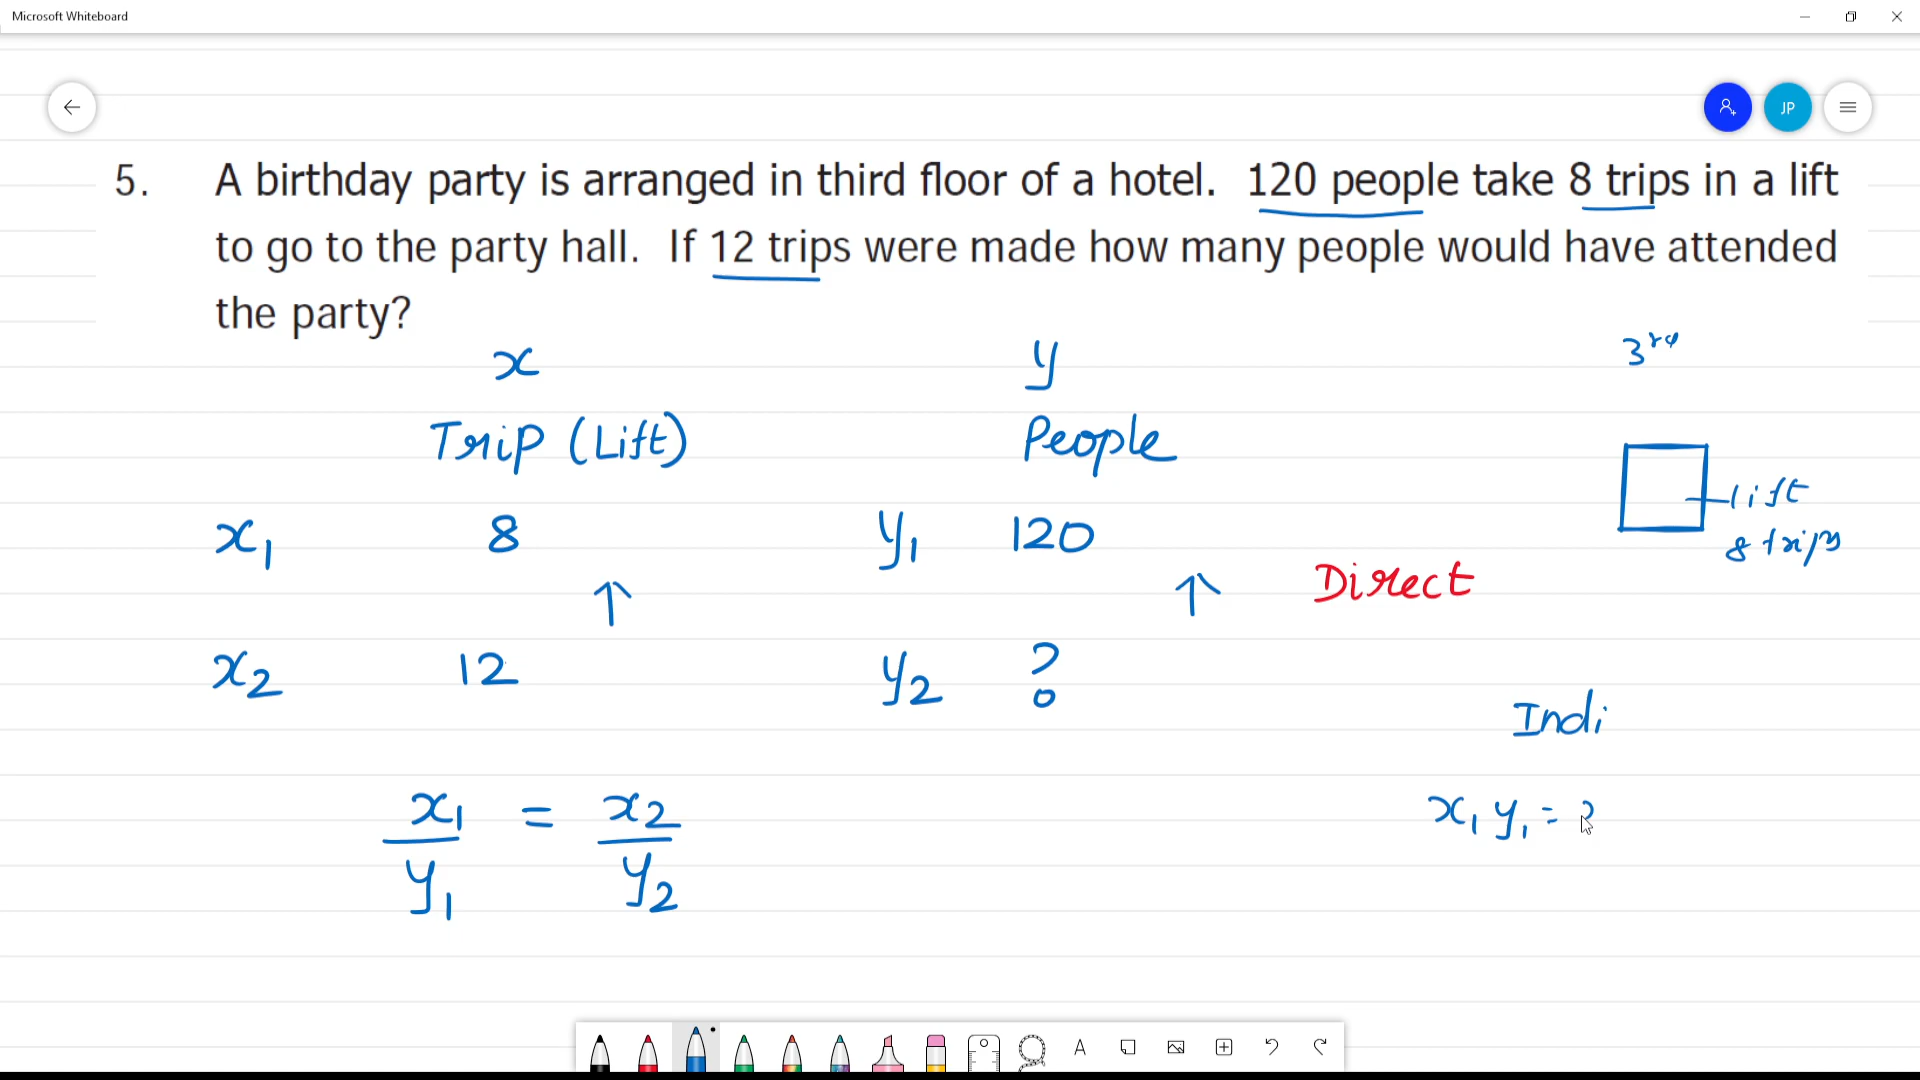 Microsoft Whiteboard
JP
5. A birthday party is arranged in third floor of a hotel. 120 people take 8 trips in a lift
to go to the party hall. If 12 trips were made how many people would have attended
the party?
3rd
x y
Trip (Lift) People
lift
8 trips
x1 8 y1 120
Direct
x2 12 y2 ?
Indi
x1/y1 = x2/y2
x1 y1 =
A